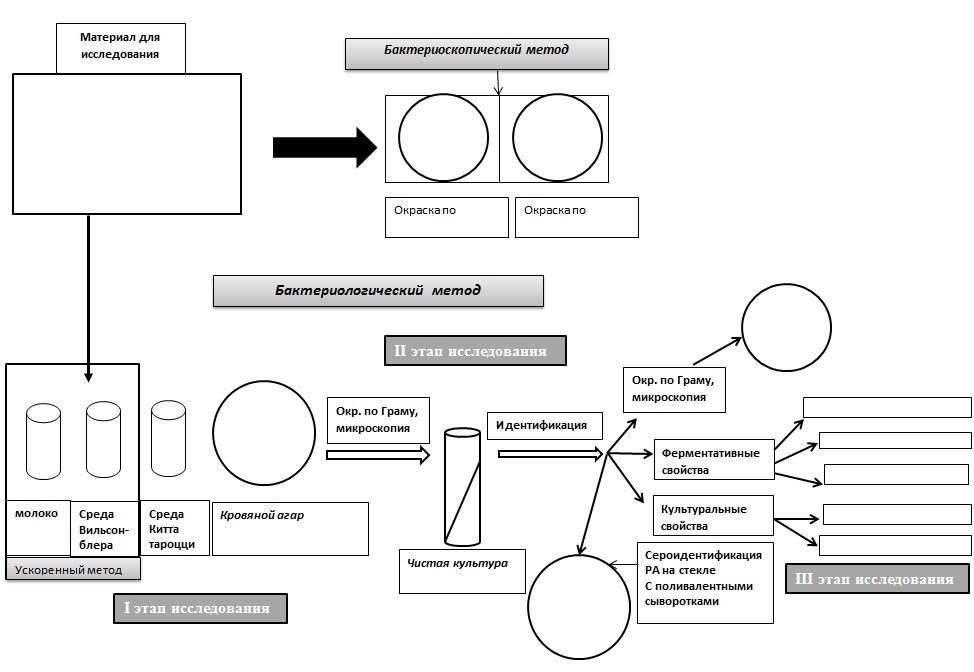 Материал для
исследования
Бактериоскопический метод
Окраска по
Окраска по
Бактериологический метод
II этап исследования
Окр. по Граму,
микроскопия
Окр. по Граму,
микроскопия
Идентификация
Ферментативные
свойства
молоко
Среда
Вильсон-
блера
Среда
Китта
тароцци
Кровяной агар
Культуральные
свойства
Чистая культура
Сероидентификация
РА на стекле
С поливалентными
сыворотками
Ускоренный метод
I этап исследования
III этап исследования